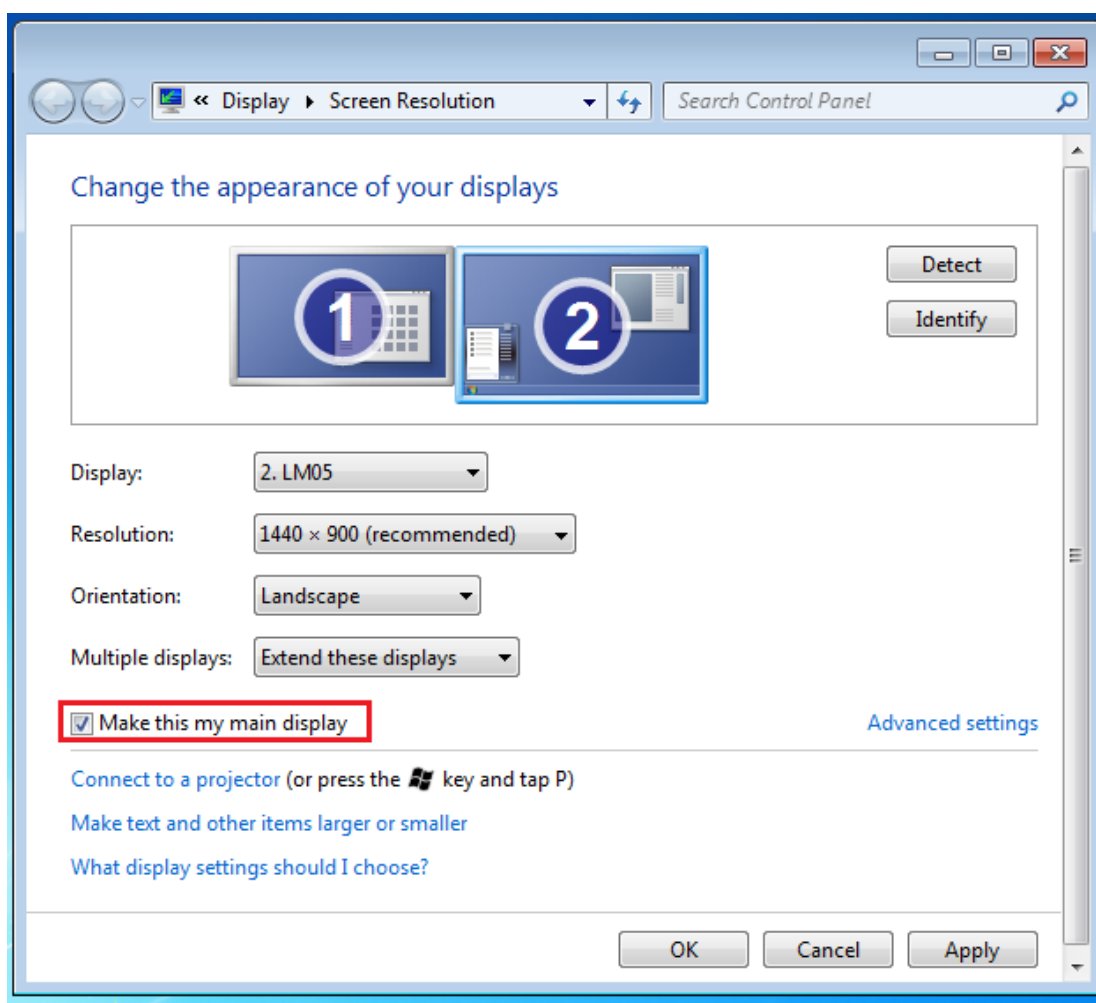 « Display ▸ Screen Resolution
Search Control Panel
Change the appearance of your displays
1
2
Detect
Identify
Display:
2. LM05
Resolution:
1440 × 900 (recommended)
Orientation:
Landscape
Multiple displays:
Extend these displays
Make this my main display
Advanced settings
Connect to a projector (or press the key and tap P)
Make text and other items larger or smaller
What display settings should I choose?
OK
Cancel
Apply